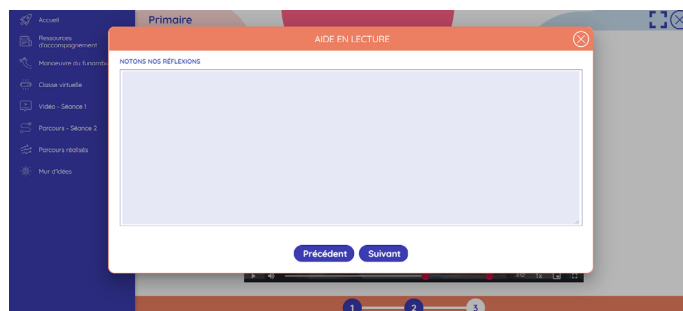 Accueil
Primaire
Ressources
d'accompagnement
AIDE EN LECTURE
Manoeuvre du funambu
NOTONS NOS RÉFLEXIONS
Classe virtuelle
Vidéo - Séance 1
Parcours - Séance 2
Parcours réalisés
Mur d'idées
Précédent Suivant
1x
1 2 3